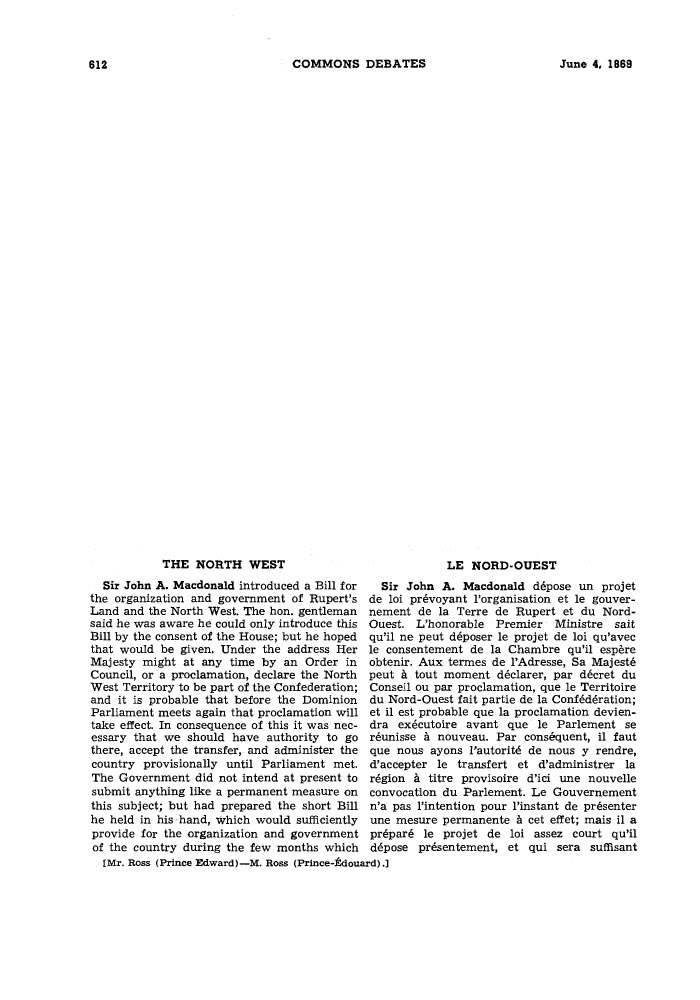 612
COMMONS DEBATES
June 4, 1869
THE NORTH WEST
Sir John A. Macdonald introduced a Bill for
the organization and government of Rupert's
Land and the North West. The hon. gentleman
said he was aware he could only introduce this
Bill by the consent of the House; but he hoped
that would be given. Under the address Her
Majesty might at any time by an Order in
Council, or a proclamation, declare the North
West Territory to be part of the Confederation;
and it is probable that before the Dominion
Parliament meets again that proclamation will
take effect. In consequence of this it was nec-
essary that we should have authority to go
there, accept the transfer, and administer the
country provisionally until Parliament met.
The Government did not intend at present to
submit anything like a permanent measure on
this subject; but had prepared the short Bill
he held in his hand, which would sufficiently
provide for the organization and government
of the country during the few months which
LE NORD-OUEST
Sir John A. Macdonald dépose un projet
de loi prévoyant l'organisation et le gouver-
nement de la Terre de Rupert et du Nord-
Ouest. L'honorable Premier Ministre sait
qu'il ne peut déposer le projet de loi qu'avec
le consentement de la Chambre qu'il espère
obtenir. Aux termes de l'Adresse, Sa Majesté
peut à tout moment déclarer, par décret du
Conseil ou par proclamation, que le Territoire
du Nord-Ouest fait partie de la Confédération;
et il est probable que la proclamation devien-
dra exécutoire avant que le Parlement se
réunisse à nouveau. Par conséquent, il faut
que nous ayons l'autorité de nous y rendre,
d'accepter le transfert et d'administrer la
région à titre provisoire d'ici une nouvelle
convocation du Parlement. Le Gouvernement
n'a pas l'intention pour l'instant de présenter
une mesure permanente à cet effet; mais il a
préparé le projet de loi assez court qu'il
dépose présentement, et qui sera suffisant
[Mr. Ross (Prince Edward)—M. Ross (Prince-Édouard).]